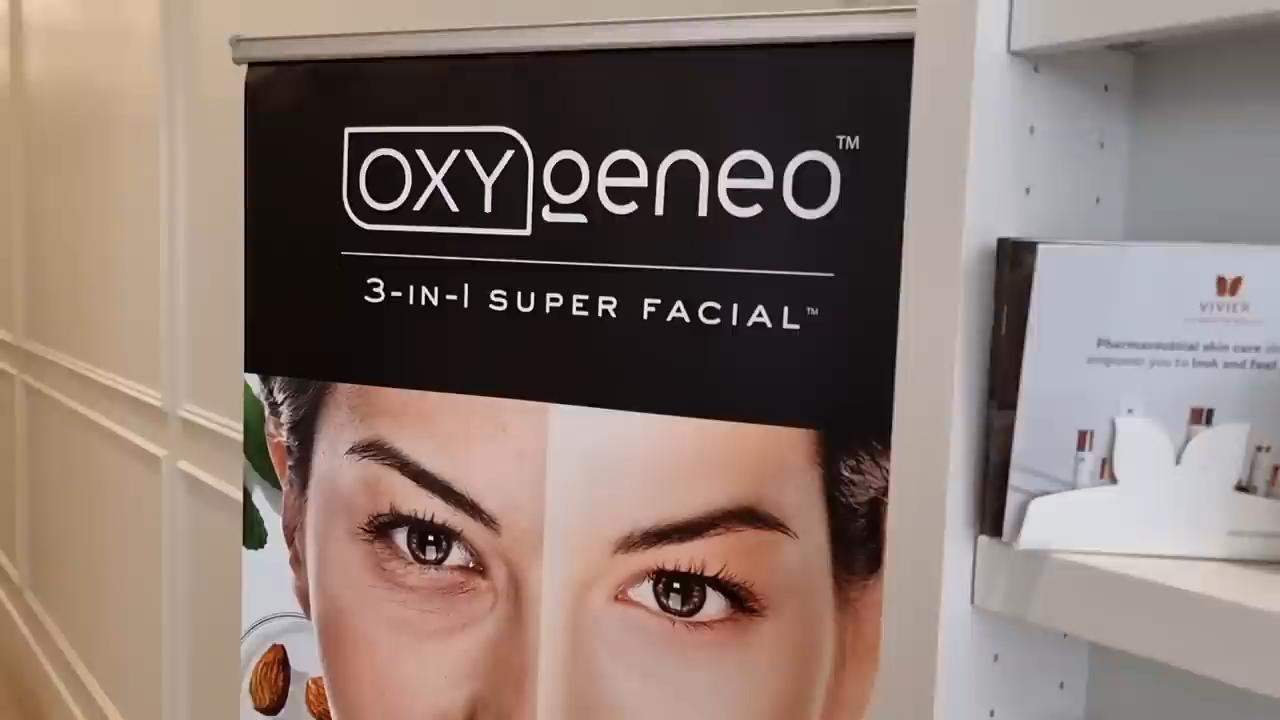 OXYgeneo™
3-IN-1 SUPER FACIAL™
VIVIER
Pharmaceutical skin care
empower you to look and feel